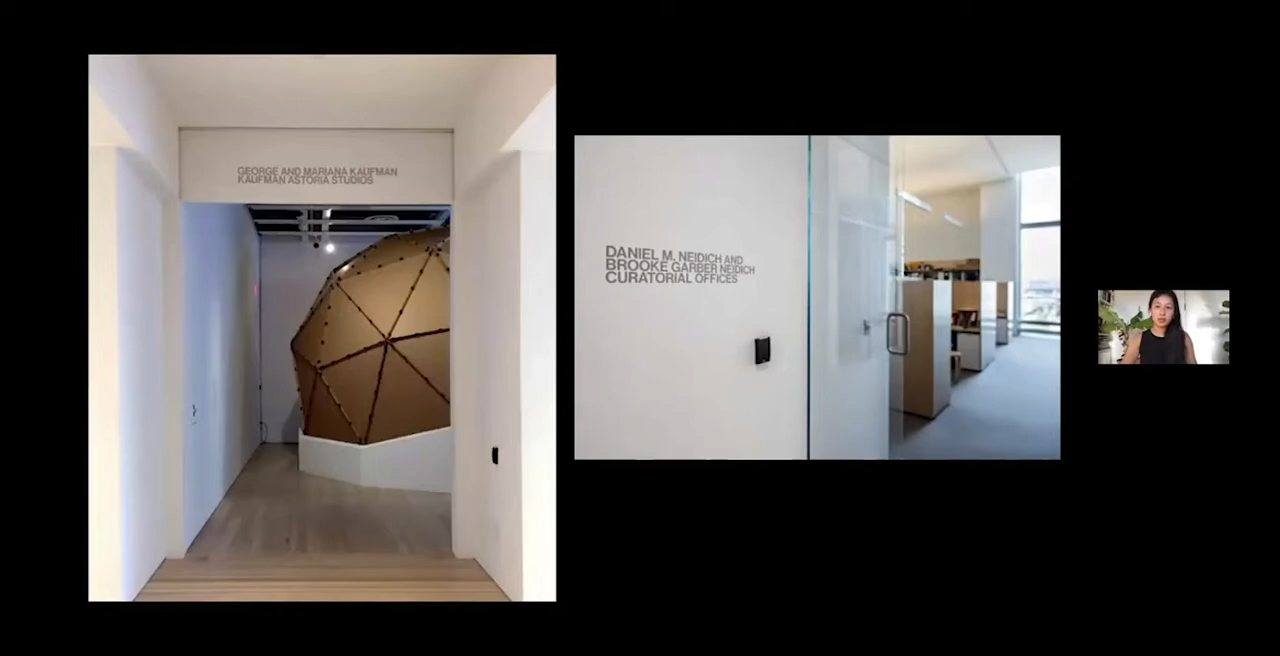 GEORGE AND MARIANA KAUFMAN
KAUFMAN ASTORIA STUDIOS
DANIEL M. NEIDICH AND
BROOKE GARBER NEIDICH
CURATORIAL OFFICES